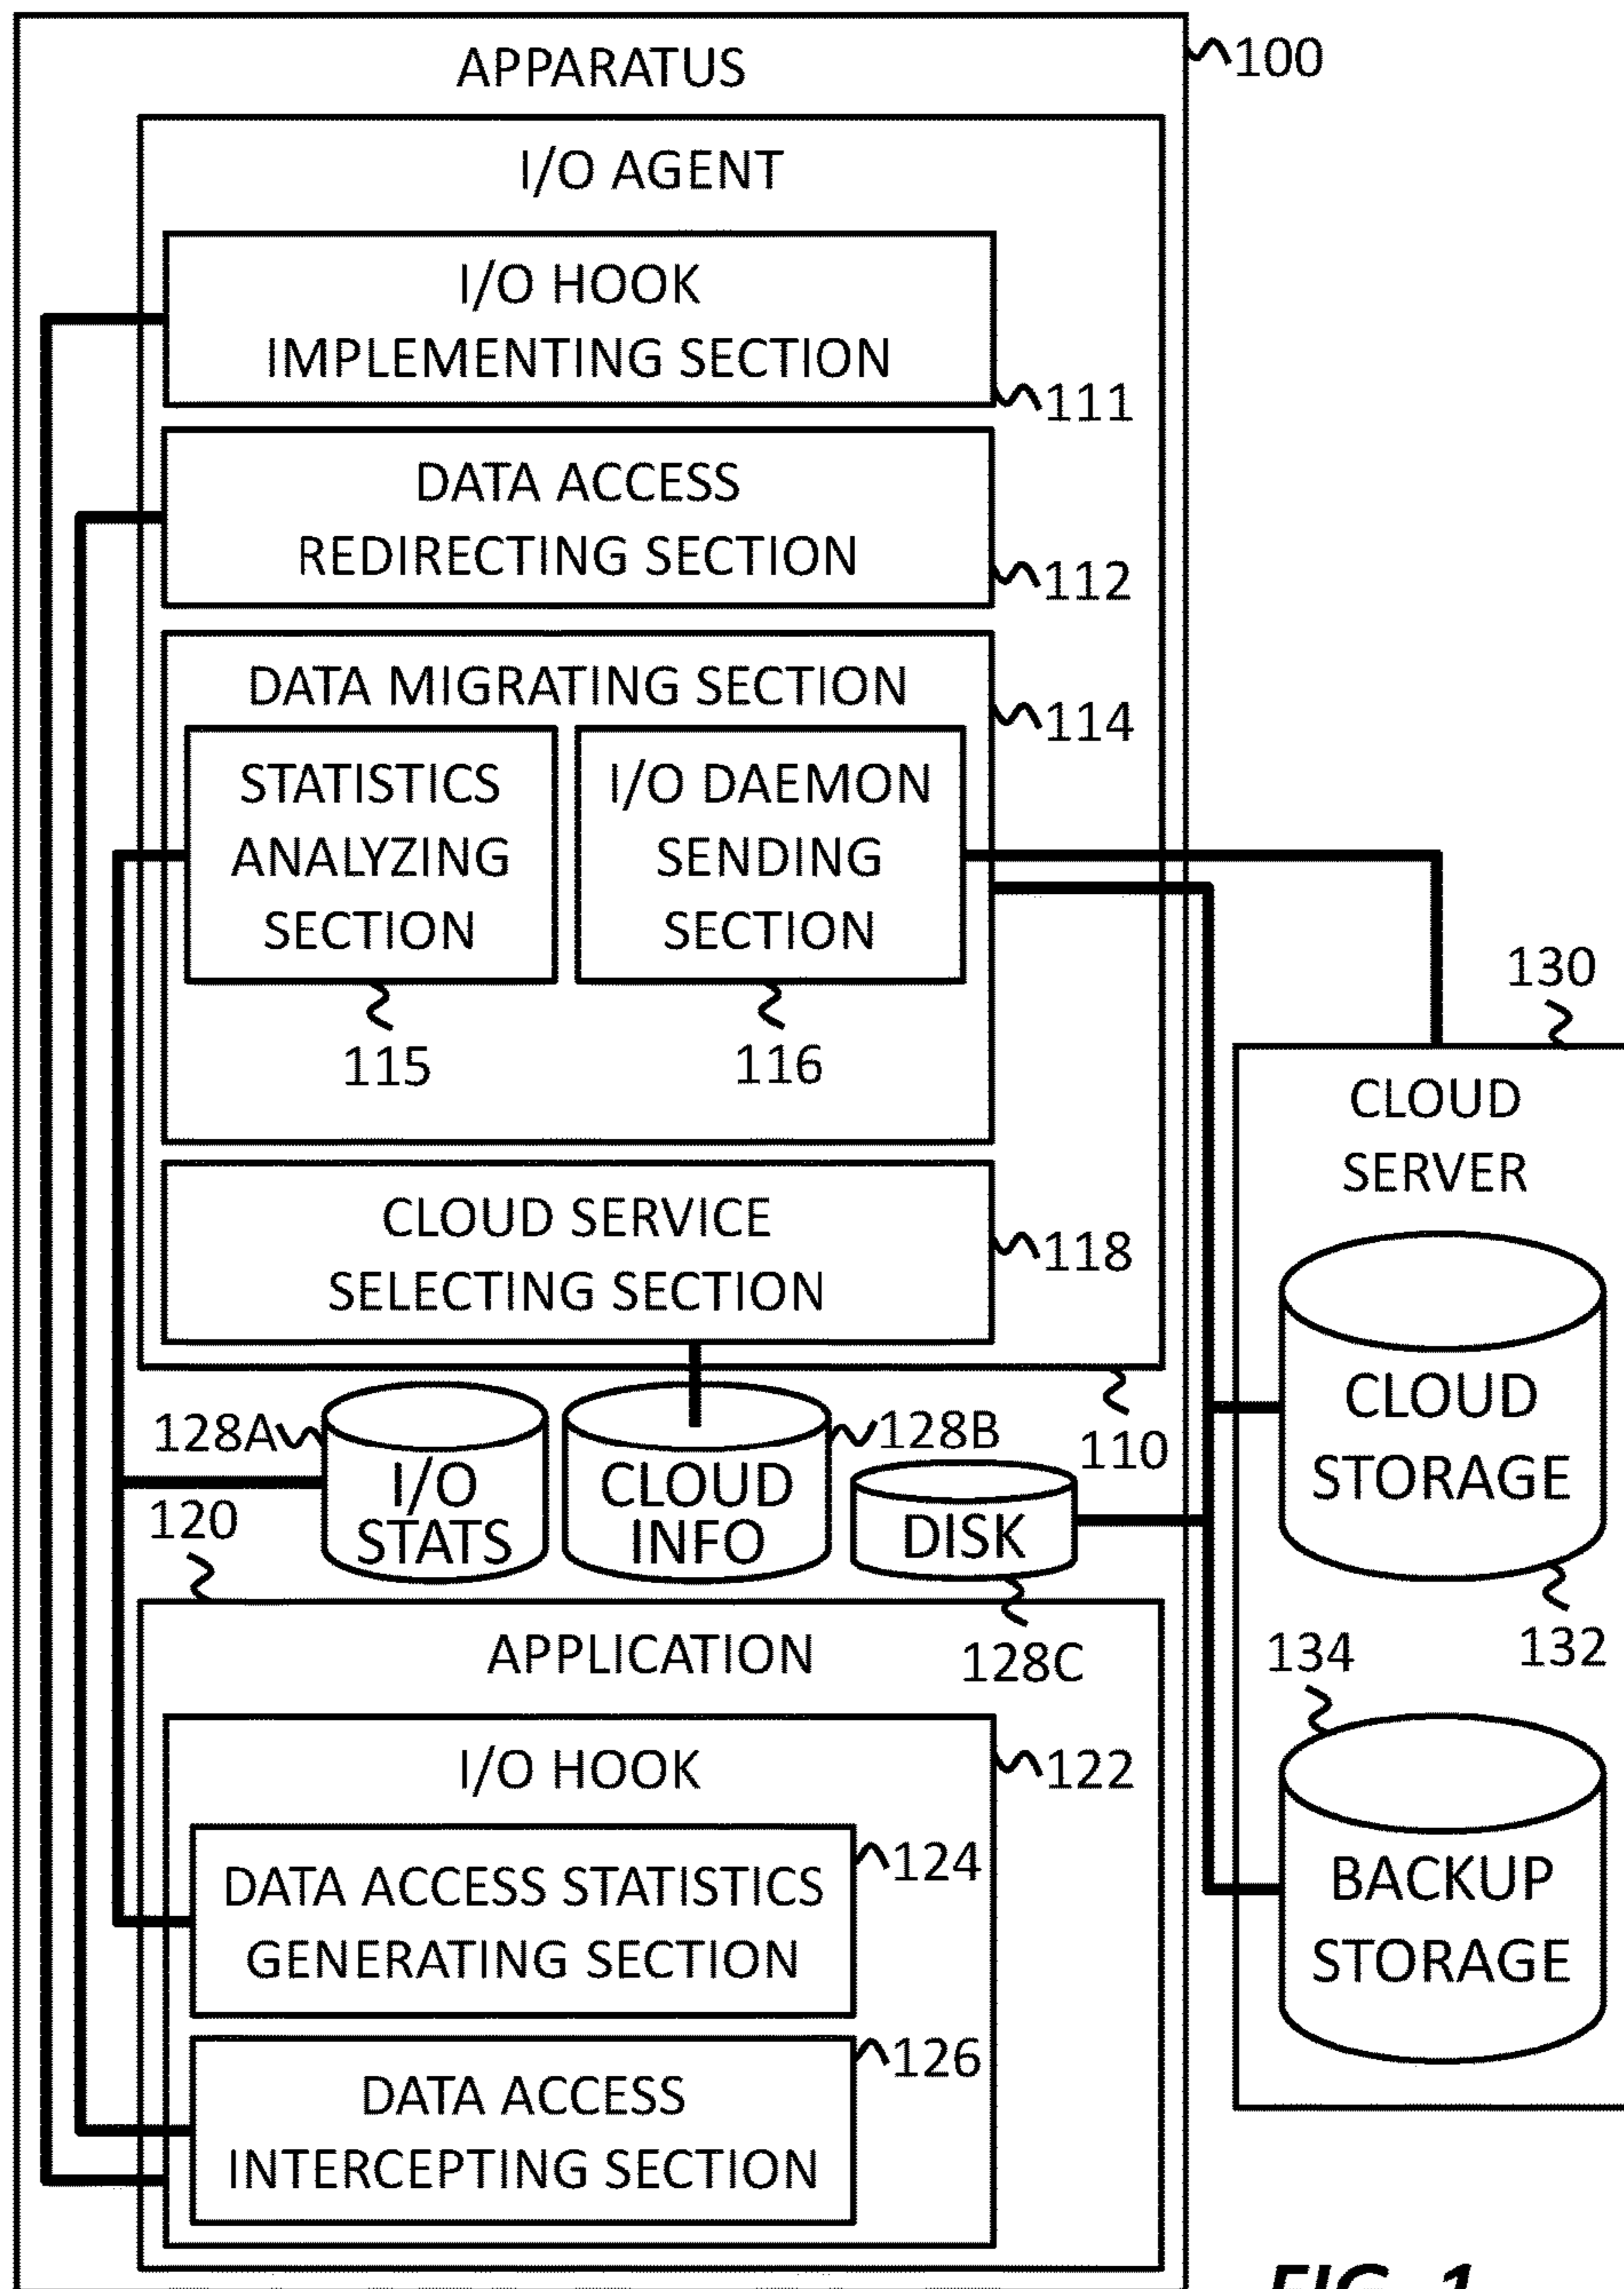 APPARATUS
100
I/O AGENT
I/O HOOK
IMPLEMENTING SECTION
111
DATA ACCESS
REDIRECTING SECTION
112
DATA MIGRATING SECTION
114
STATISTICS
ANALYZING
SECTION
115
I/O DAEMON
SENDING
SECTION
116
CLOUD SERVICE
SELECTING SECTION
118
110
128A
I/O
STATS
128B
CLOUD
INFO
DISK
128C
120
APPLICATION
I/O HOOK
122
DATA ACCESS STATISTICS
GENERATING SECTION
124
DATA ACCESS
INTERCEPTING SECTION
126
130
CLOUD
SERVER
CLOUD
STORAGE
132
134
BACKUP
STORAGE
FIG. 1